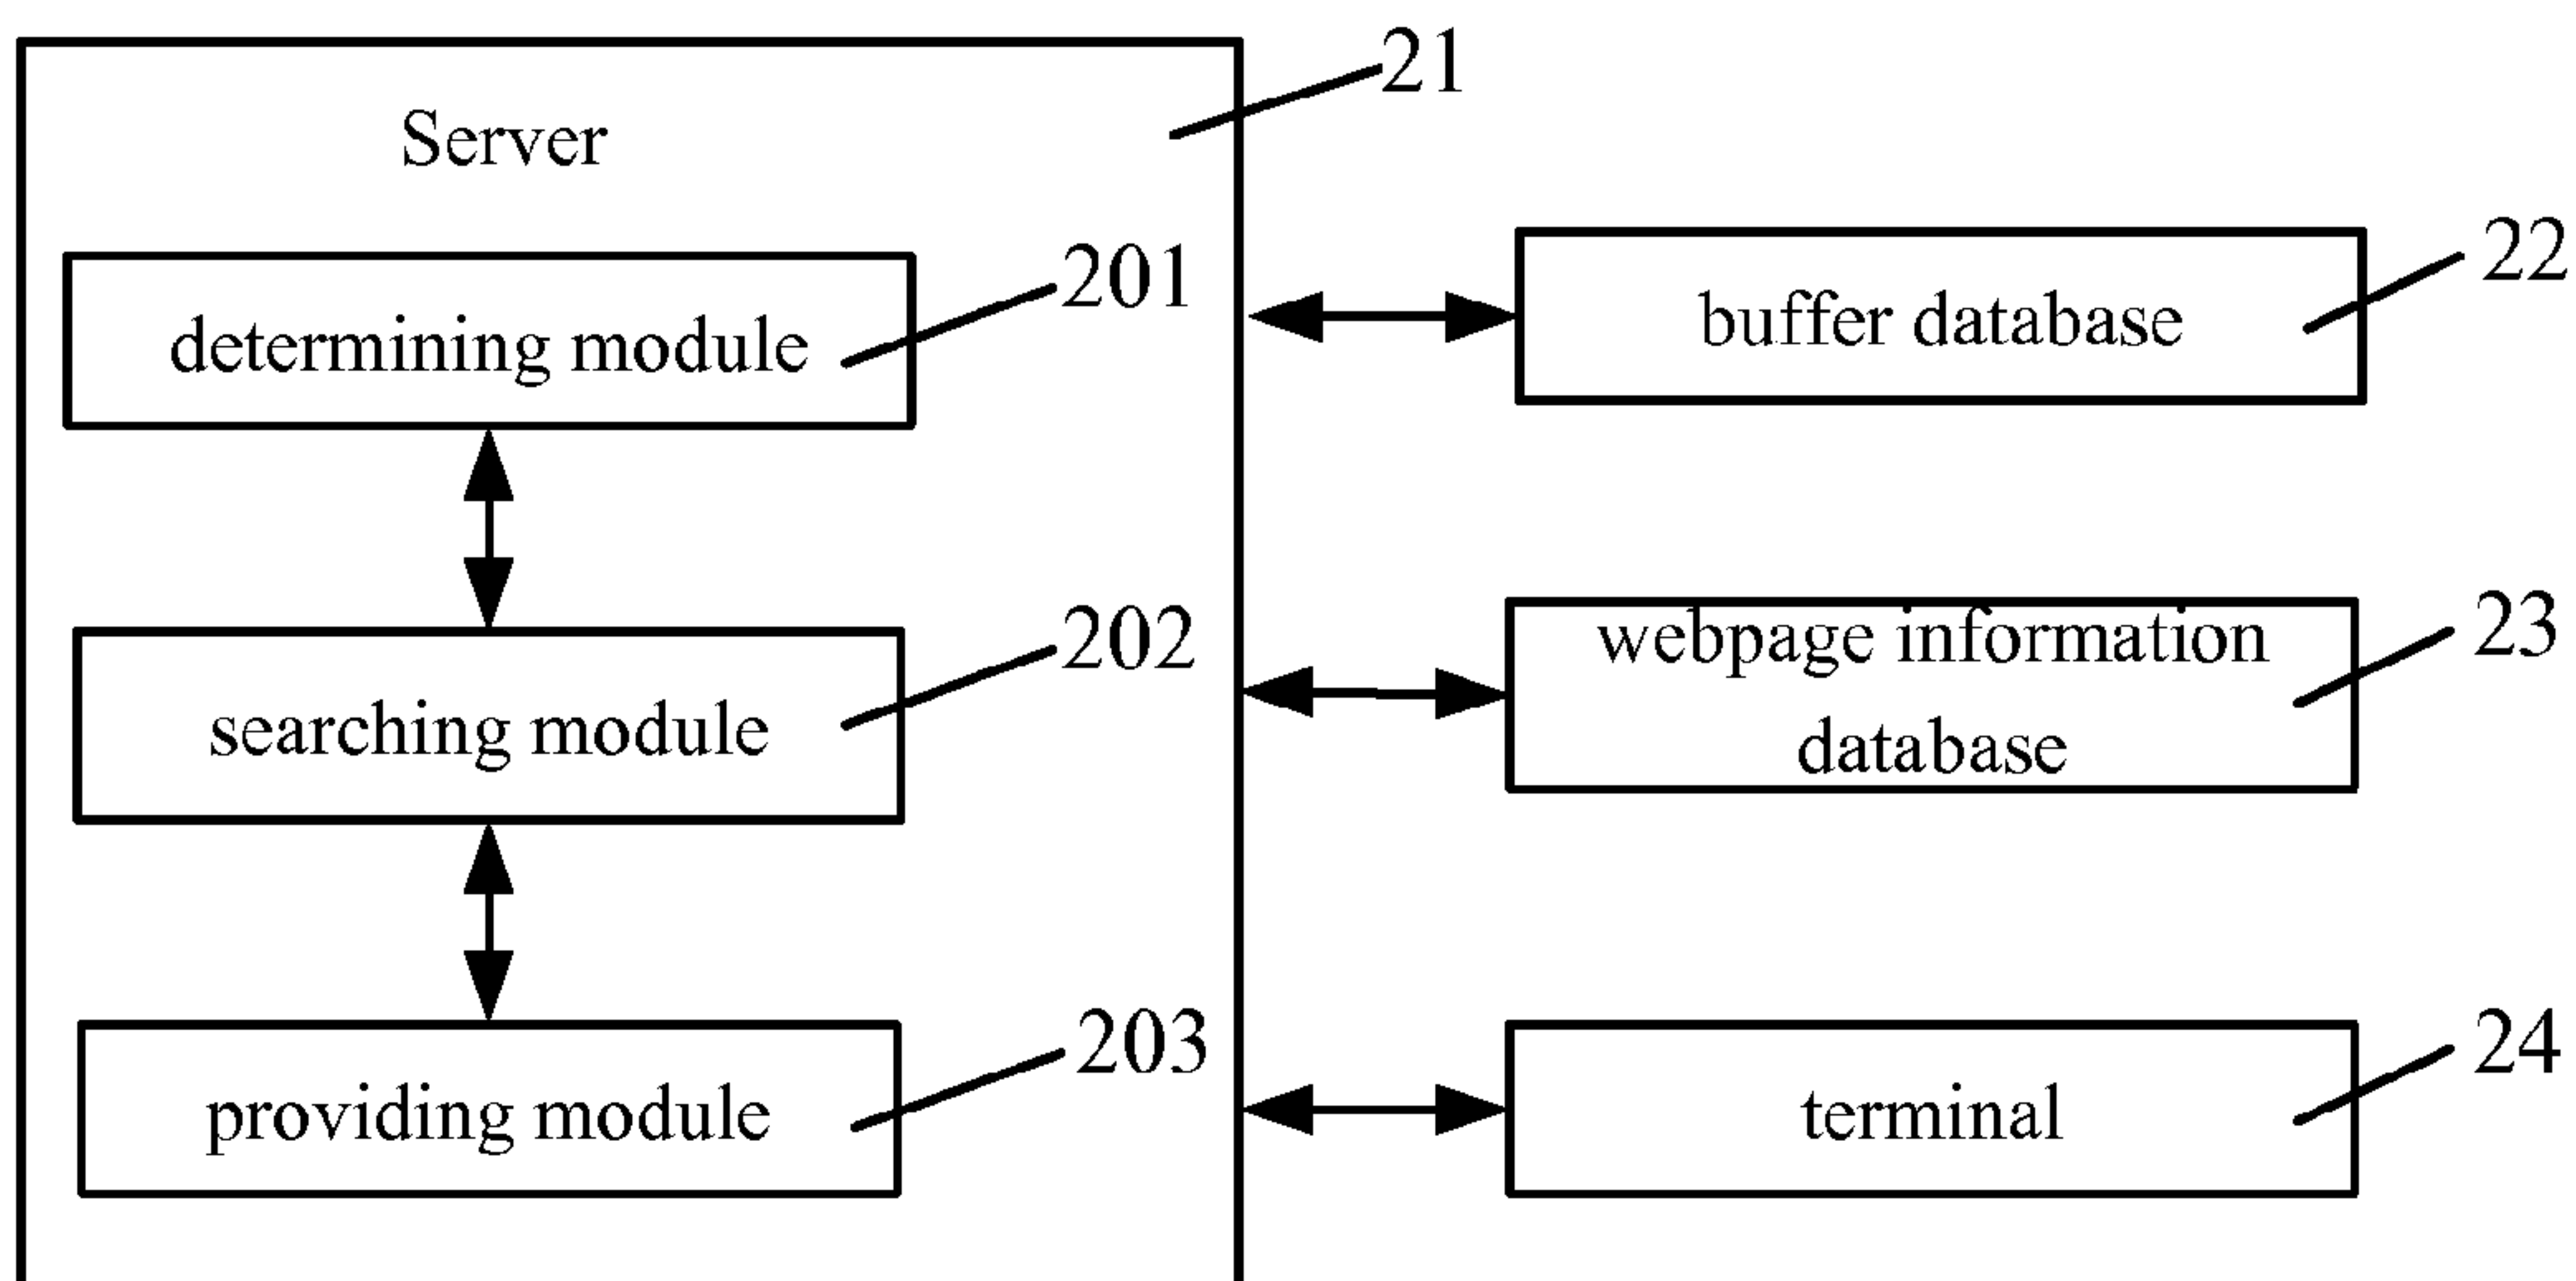 21
Server
201
determining module
22
buffer database
202
searching module
23
webpage information
database
203
providing module
24
terminal